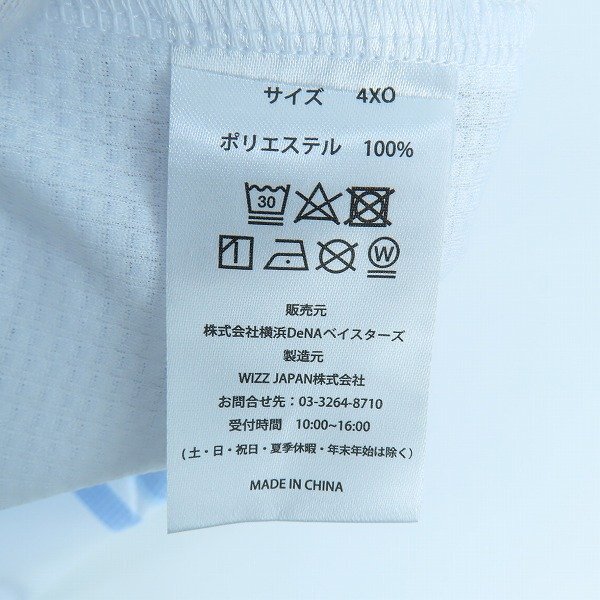 サイズ 4XO
ポリエステル 100%
30
W
販売元
株式会社横浜DeNAベイスターズ
製造元
WIZZ JAPAN株式会社
お問合せ先：03-3264-8710
受付時間 10:00~16:00
(土・日・祝日・夏季休暇・年末年始は除く)
MADE IN CHINA